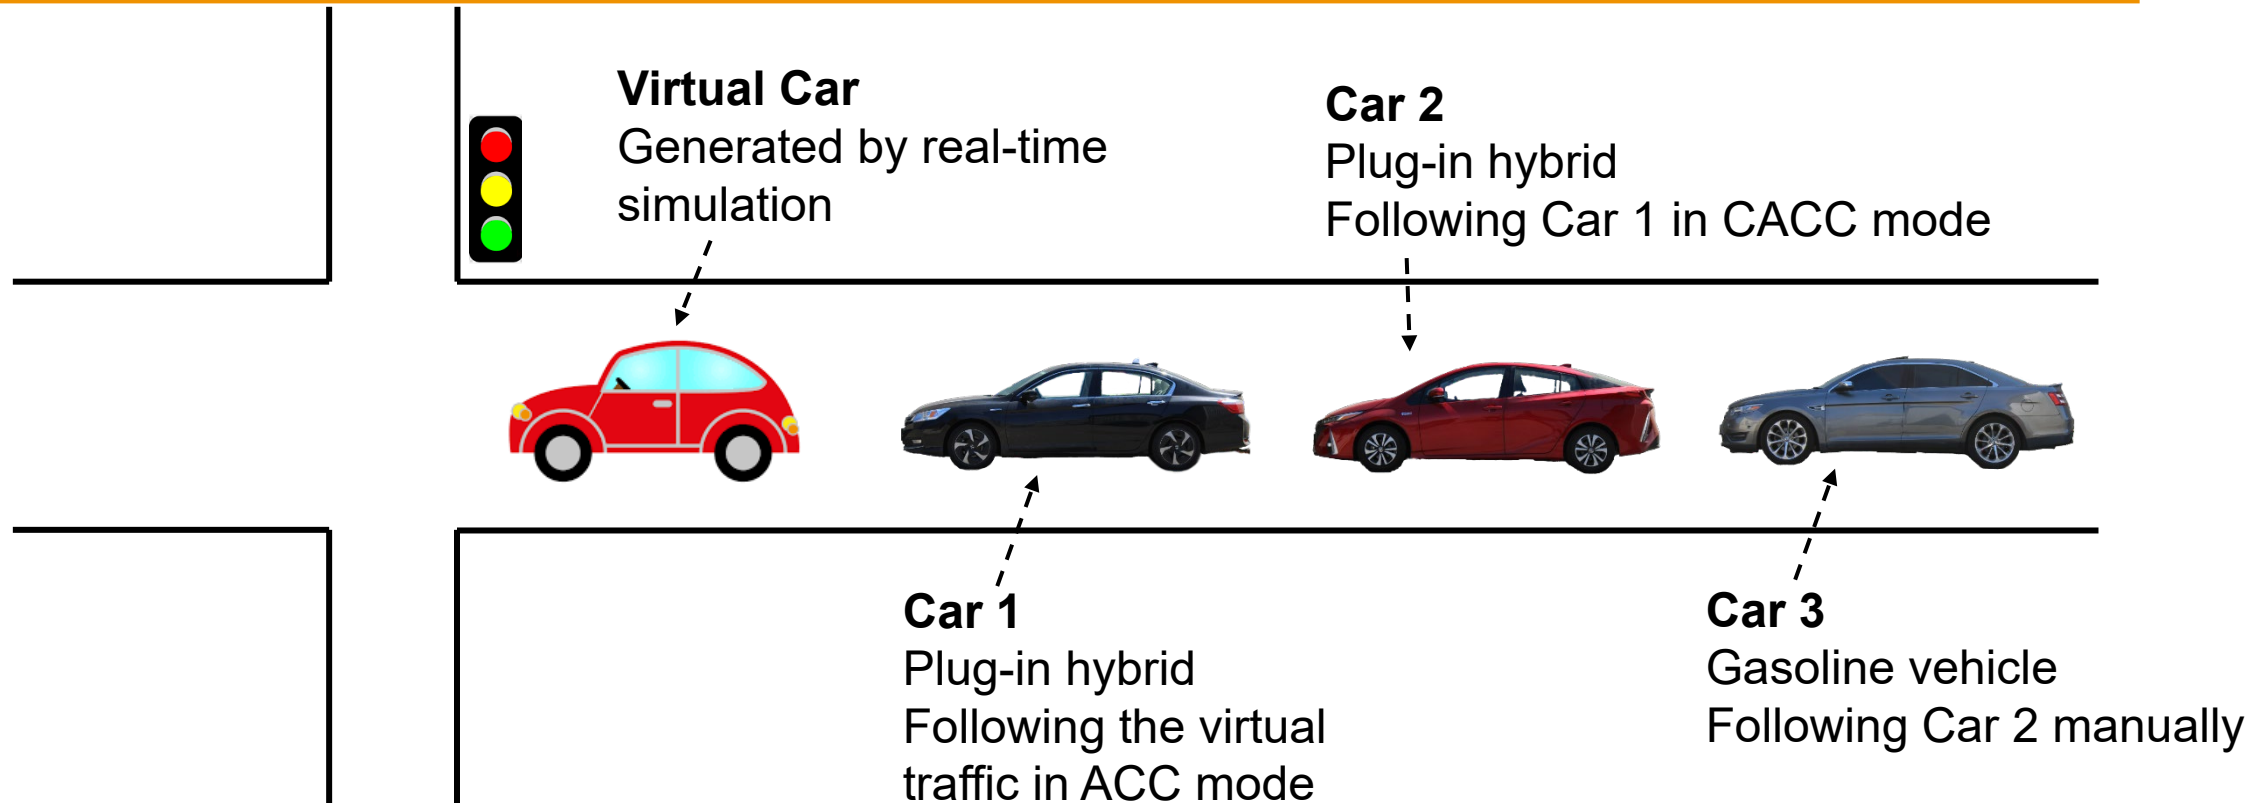 Virtual Car
Generated by real-time
simulation
Car 2
Plug-in hybrid
Following Car 1 in CACC mode
Car 1
Plug-in hybrid
Following the virtual
traffic in ACC mode
Car 3
Gasoline vehicle
Following Car 2 manually